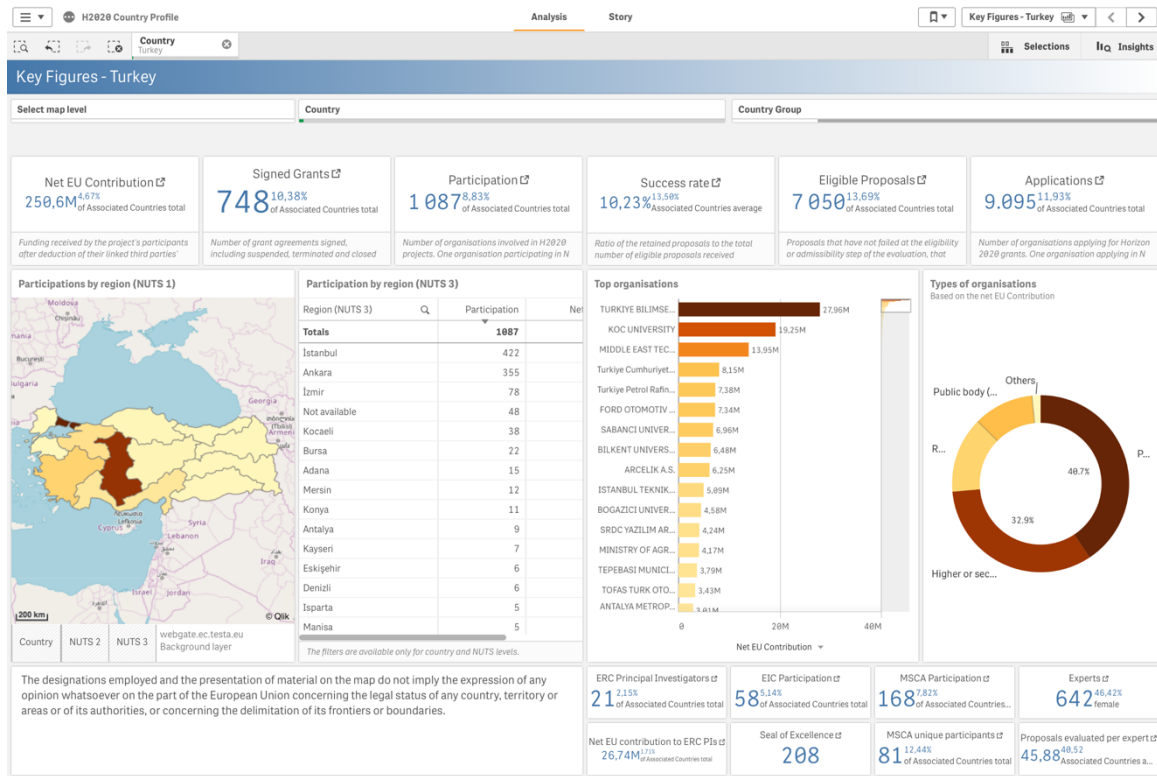 H2020 Country Profile
Analysis
Story
Key Figures - Turkey
Country
Turkey
Selections
Insights
Key Figures - Turkey
Select map level
Country
Country Group
Net EU Contribution
250,6M 4,67%
of Associated Countries total
Funding received by the project's participants
after deduction of their linked third parties'
Signed Grants
748 10,38%
of Associated Countries total
Number of grant agreements signed,
including suspended, terminated and closed
Participation
1 087 8,83%
of Associated Countries total
Number of organisations involved in H2020
projects. One organisation participating in N
Success rate
10,23% 13,50%
Associated Countries average
Ratio of the retained proposals to the total
number of eligible proposals received
Eligible Proposals
7 050 13,69%
of Associated Countries total
Proposals that have not failed at the eligibility
or admissibility step of the evaluation, that
Applications
9.095 11,93%
of Associated Countries total
Number of organisations applying for Horizon
2020 grants. One organisation applying in N
Participations by region (NUTS 1)
Moldova
Chișinău
mania
București
ulgaria
Georgia
Armeni
Cyprus
Syria
Lebanon
Iraq
Israel
Jordan
200 km
© Qlik
Country
NUTS 2
NUTS 3
webgate.ec.testa.eu
Background layer
Participation by region (NUTS 3)
Region (NUTS 3) Participation Net
Totals 1087
İstanbul 422
Ankara 355
İzmir 78
Not available 48
Kocaeli 38
Bursa 22
Adana 15
Mersin 12
Konya 11
Antalya 9
Kayseri 7
Eskişehir 6
Denizli 6
Isparta 5
Manisa 5
The filters are available only for country and NUTS levels.
Top organisations
TURKIYE BILIMSE... 27,96M
KOC UNIVERSITY 19,25M
MIDDLE EAST TEC... 13,95M
Turkiye Cumhuriyet... 8,15M
Turkiye Petrol Rafin... 7,38M
FORD OTOMOTIV ... 7,34M
SABANCI UNIVER... 6,96M
BILKENT UNIVERS... 6,48M
ARCELIK A.S. 6,25M
ISTANBUL TEKNIK... 5,09M
BOGAZICI UNIVER... 4,58M
SRDC YAZILIM AR... 4,24M
MINISTRY OF AGR... 4,17M
TEPEBASI MUNICI... 3,79M
TOFAS TURK OTO... 3,43M
ANTALYA METROP... 3,01M
0 20M 40M
Net EU Contribution
Types of organisations
Based on the net EU Contribution
Others
Public body (...
R...
P...
40.7%
32.9%
Higher or sec...
The designations employed and the presentation of material on the map do not imply the expression of any
opinion whatsoever on the part of the European Union concerning the legal status of any country, territory or
areas or of its authorities, or concerning the delimitation of its frontiers or boundaries.
ERC Principal Investigators
21 2,15%
of Associated Countries total
EIC Participation
58 5,14%
of Associated Countries total
MSCA Participation
168 7,82%
of Associated Countries...
Experts
642 46,42%
female
Net EU contribution to ERC PIs
26,74M 1,71%
of Associated Countries total
Seal of Excellence
208
MSCA unique participants
81 12,44%
of Associated Countries total
Proposals evaluated per expert
45,88 40,52
Associated Countries a...